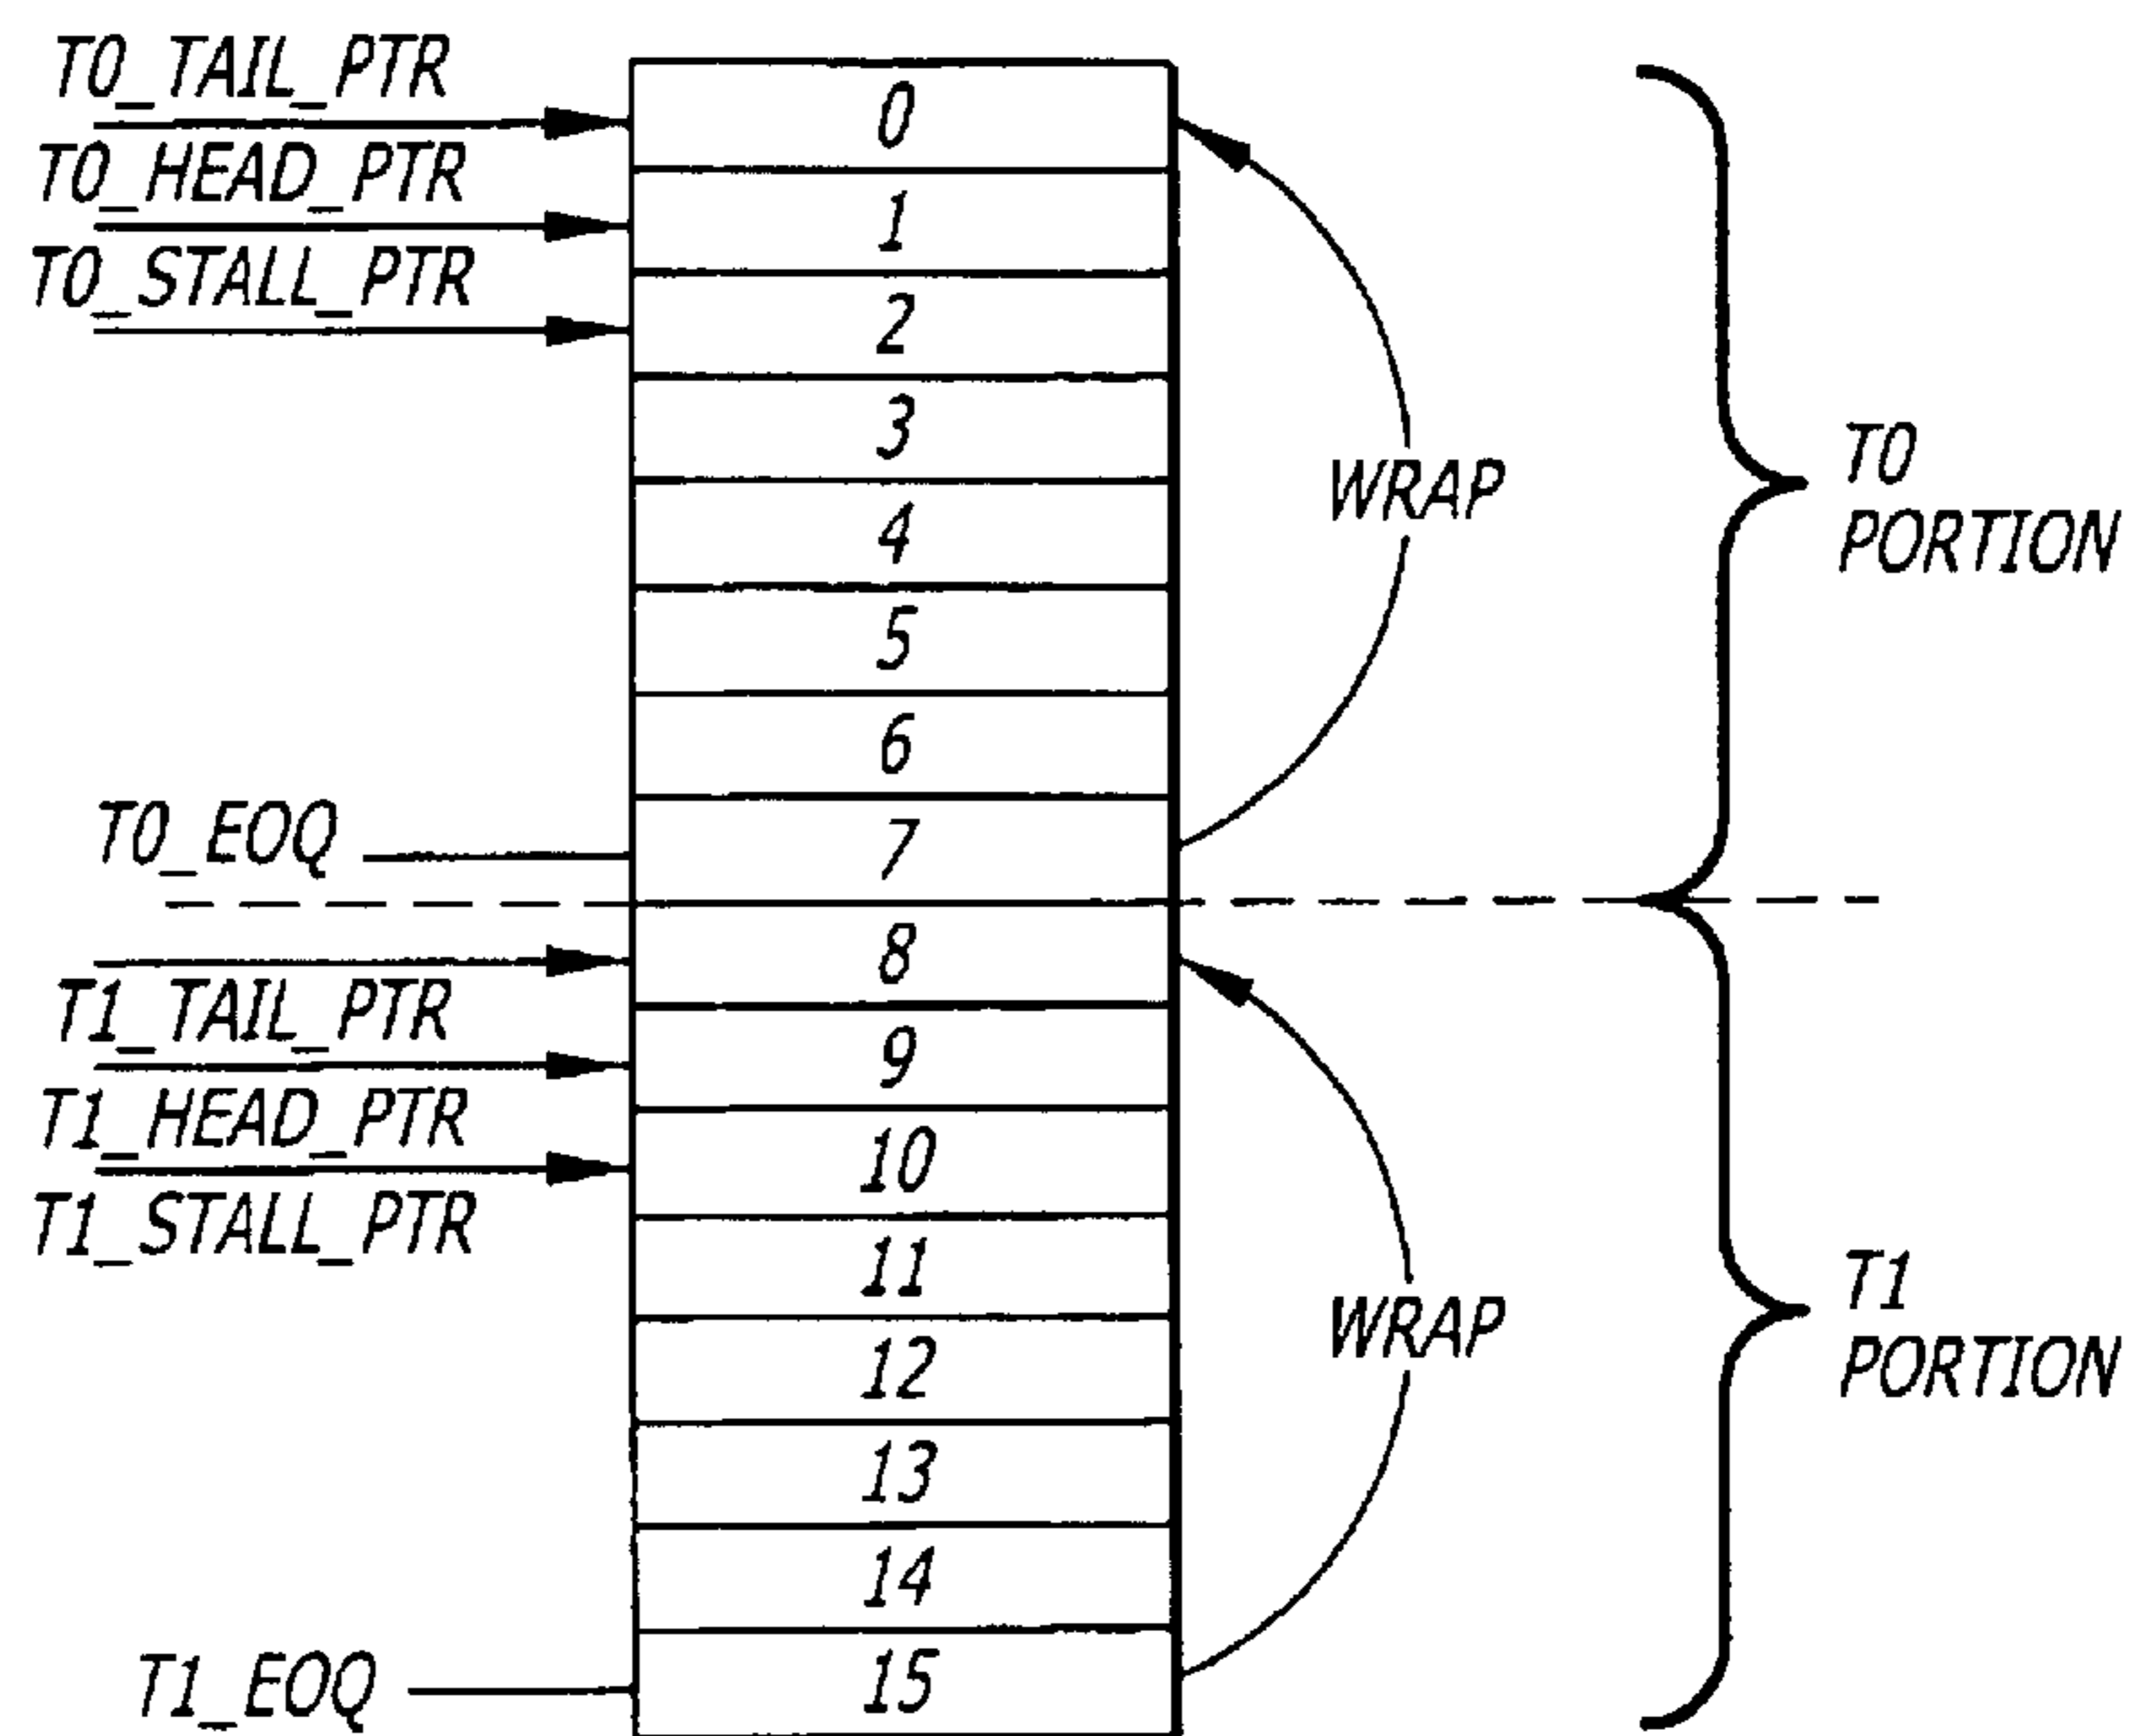 T0_TAIL_PTR
0
T0_HEAD_PTR
1
T0_STALL_PTR
2
3
T0
PORTION
WRAP
4
5
6
T0_EOQ
7
8
T1_TAIL_PTR
9
T1_HEAD_PTR
10
T1_STALL_PTR
11
T1
PORTION
WRAP
12
13
14
T1_EOQ
15